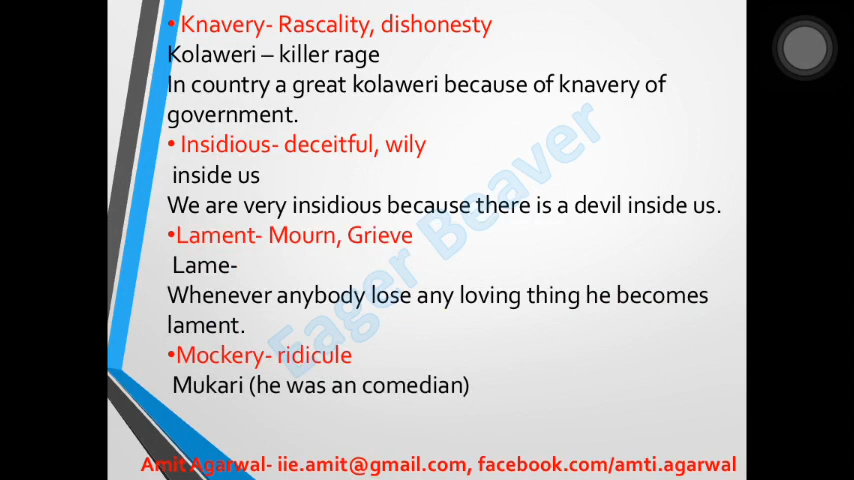 • Knavery- Rascality, dishonesty
Kolaweri – killer rage
In country a great kolaweri because of knavery of
government.
• Insidious- deceitful, wily
inside us
We are very insidious because there is a devil inside us.
•Lament- Mourn, Grieve
Lame-
Whenever anybody lose any loving thing he becomes
lament.
•Mockery- ridicule
Mukari (he was an comedian)
Eager Beaver
Amit Agarwal- iie.amit@gmail.com, facebook.com/amti.agarwal